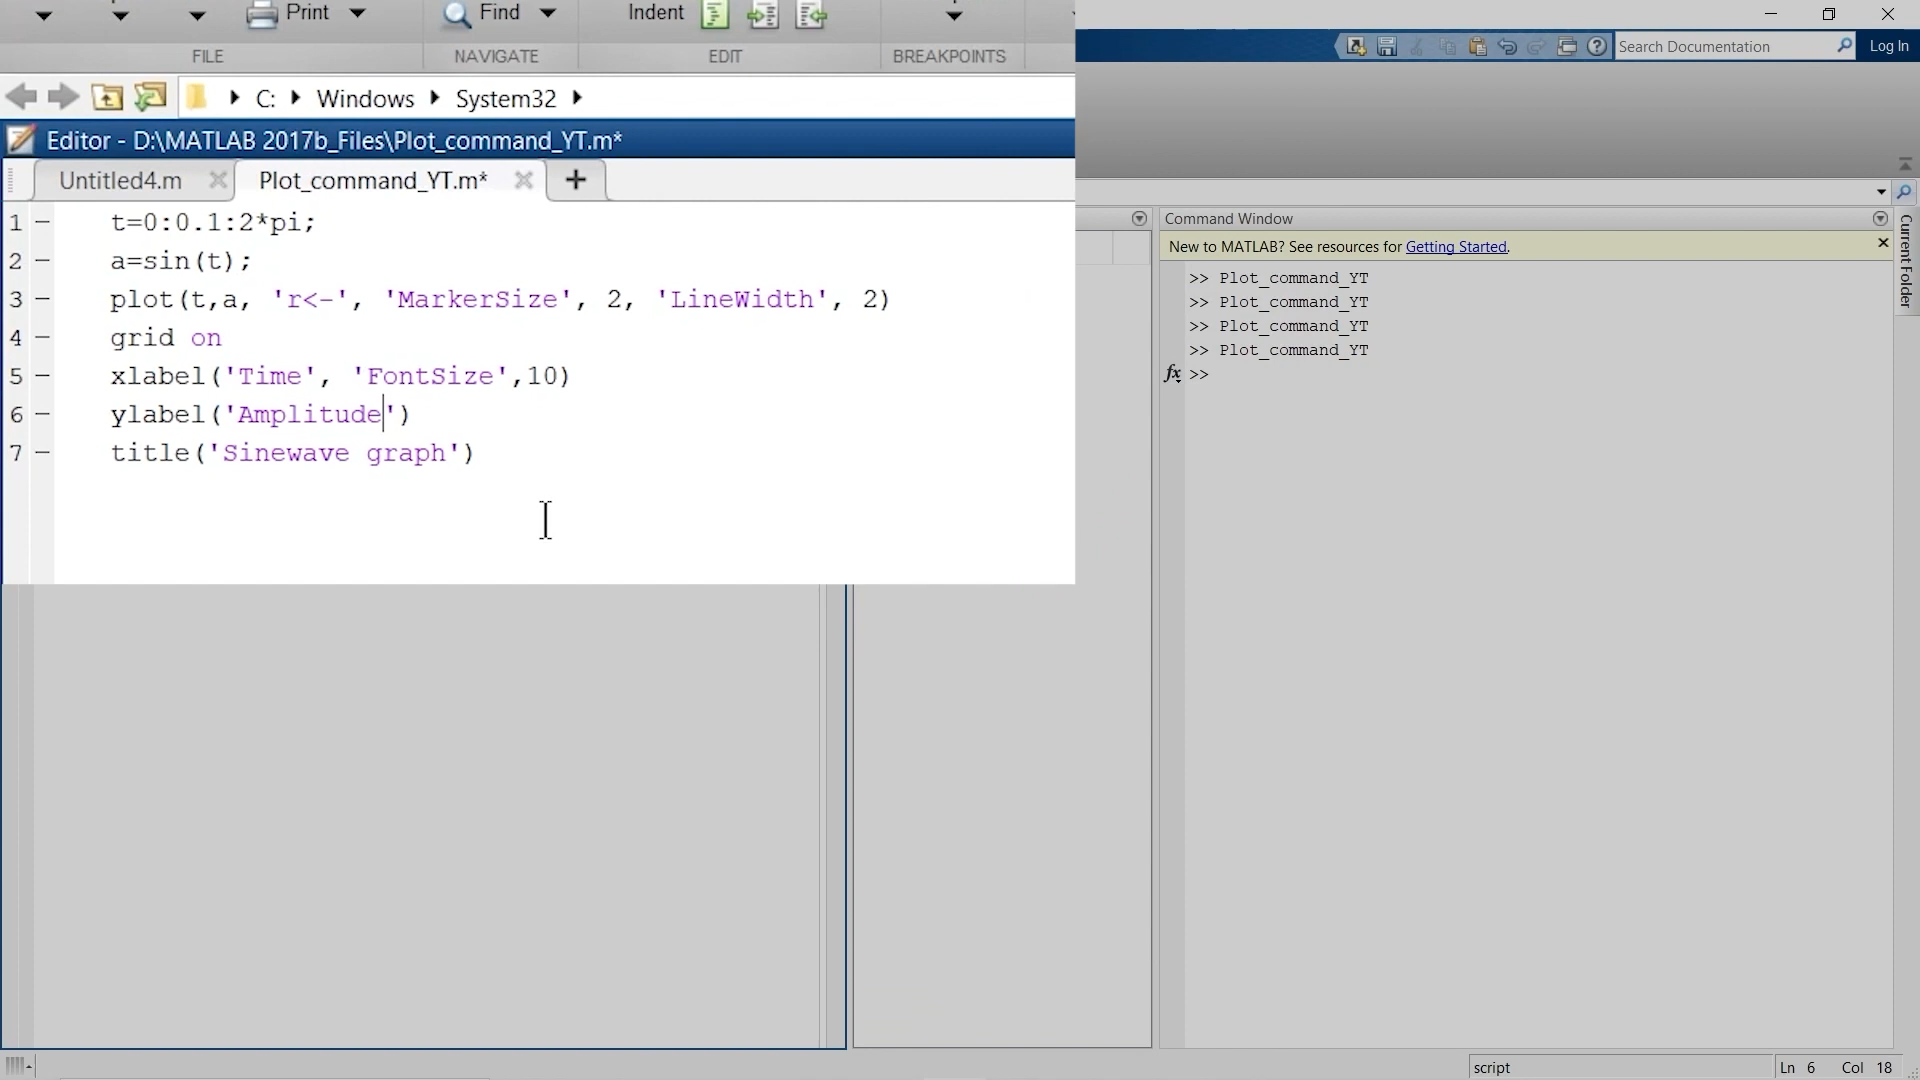 Print
Find
Indent
FILE
NAVIGATE
EDIT
BREAKPOINTS
Search Documentation
Log In
C:
Windows
System32
Editor - D:\MATLAB 2017b_Files\Plot_command_YT.m*
Untitled4.m
Plot_command_YT.m*
1 t=0:0.1:2*pi;
2 a=sin(t);
3 plot(t,a, 'r<-', 'MarkerSize', 2, 'LineWidth', 2)
4 grid on
5 xlabel('Time', 'FontSize',10)
6 ylabel('Amplitude')
7 title('Sinewave graph')
Command Window
New to MATLAB? See resources for Getting Started.
>> Plot_command_YT
>> Plot_command_YT
>> Plot_command_YT
>> Plot_command_YT
fx >>
Current Folder
script
Ln 6 Col 18